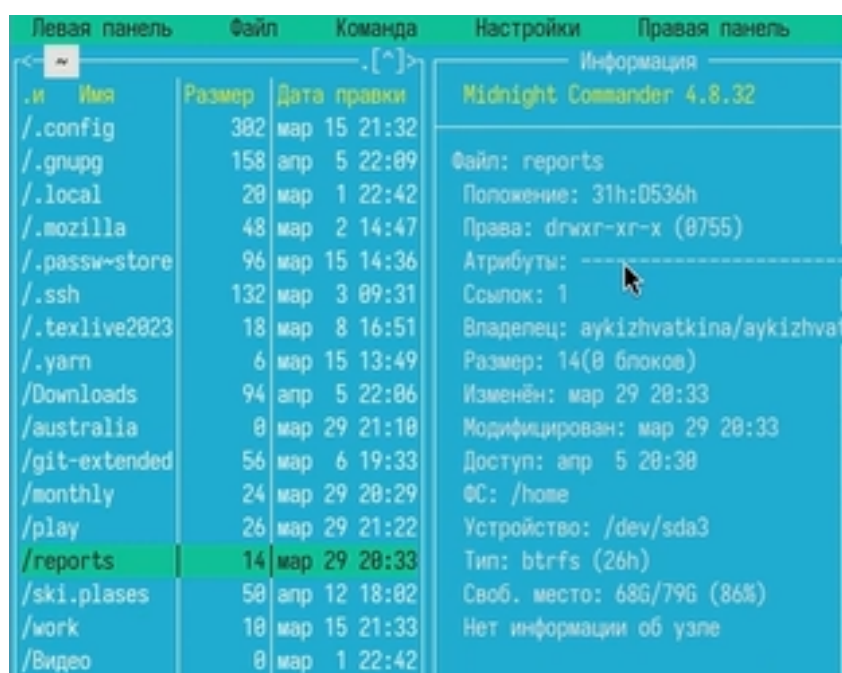 Левая панель Файл Команда Настройки Правая панель
<- ~ .[^]>
Информация
.и Имя Размер Дата правки
Midnight Commander 4.8.32
/.config 302 мар 15 21:32
/.gnupg 158 апр 5 22:09
Файл: reports
/.local 20 мар 1 22:42
Положение: 31h:D536h
/.mozilla 48 мар 2 14:47
Права: drwxr-xr-x (0755)
/.passw~store 96 мар 15 14:36
Атрибуты: -----------------------
/.ssh 132 мар 3 09:31
Ссылок: 1
/.texlive2023 18 мар 8 16:51
Владелец: aykizhvatkina/aykizhvat
/.yarn 6 мар 15 13:49
Размер: 14(0 блоков)
/Downloads 94 апр 5 22:06
Изменён: мар 29 20:33
/australia 0 мар 29 21:10
Модифицирован: мар 29 20:33
/git-extended 56 мар 6 19:33
Доступ: апр 5 20:30
/monthly 24 мар 29 20:29
ФС: /home
/play 26 мар 29 21:22
Устройство: /dev/sda3
/reports 14 мар 29 20:33
Тип: btrfs (26h)
/ski.plases 50 апр 12 18:02
Своб. место: 68G/79G (86%)
/work 10 мар 15 21:33
Нет информации об узле
/Видео 0 мар 1 22:42